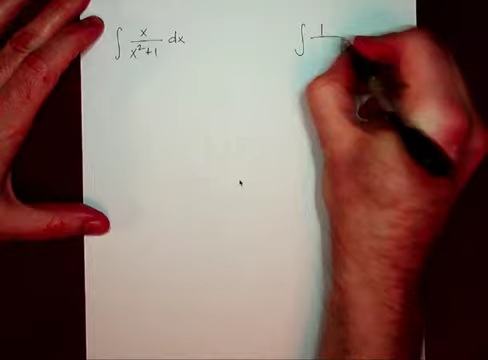 ∫ x/(x²+1) dx ∫ 1/